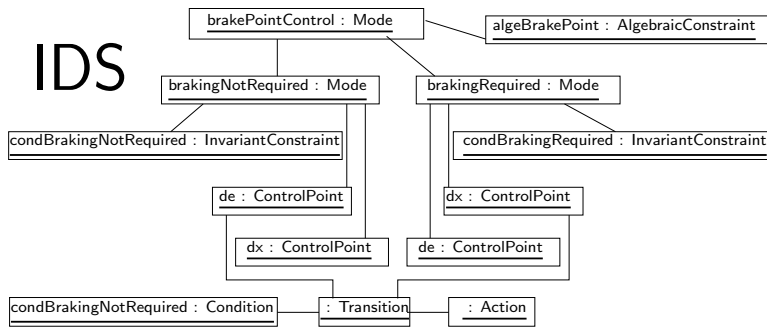 brakePointControl : Mode
algeBrakePoint : AlgebraicConstraint
IDS
brakingNotRequired : Mode
brakingRequired : Mode
condBrakingNotRequired : InvariantConstraint
condBrakingRequired : InvariantConstraint
de : ControlPoint
dx : ControlPoint
dx : ControlPoint
de : ControlPoint
condBrakingNotRequired : Condition
: Transition
: Action